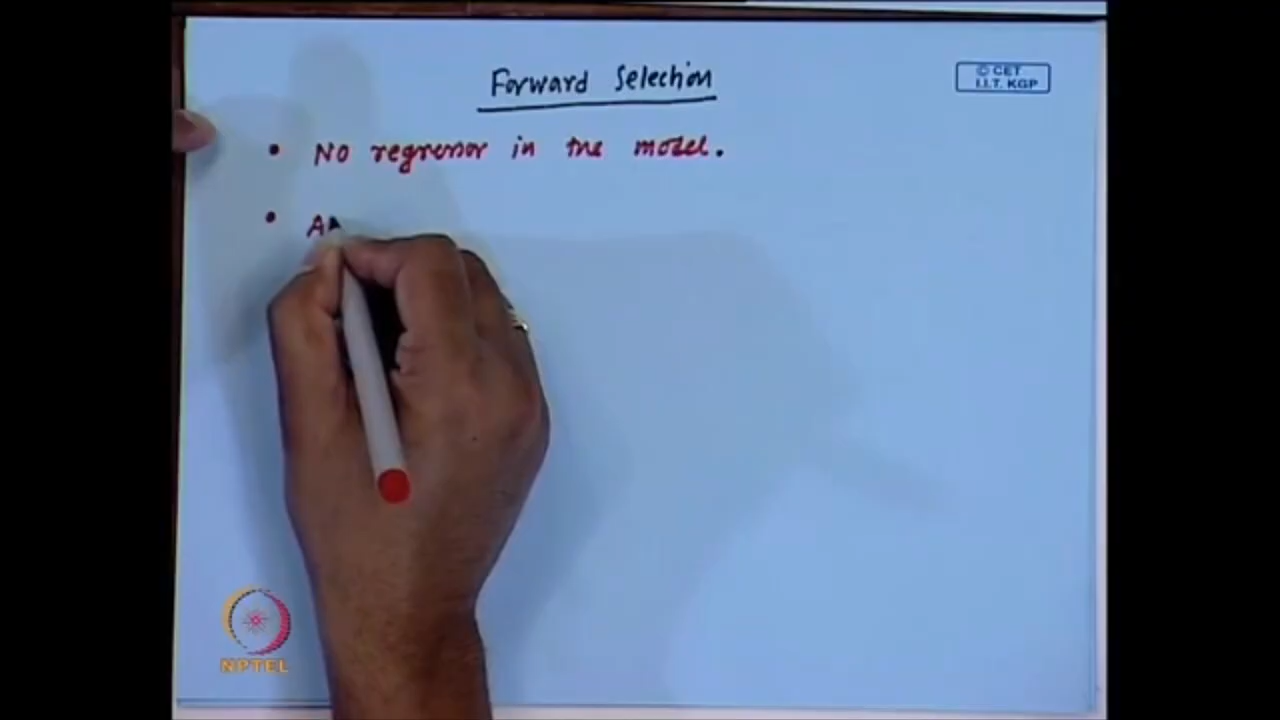 Forward Selection
© CET
I.I.T. KGP
• No regressor in the model.
•
NPTEL